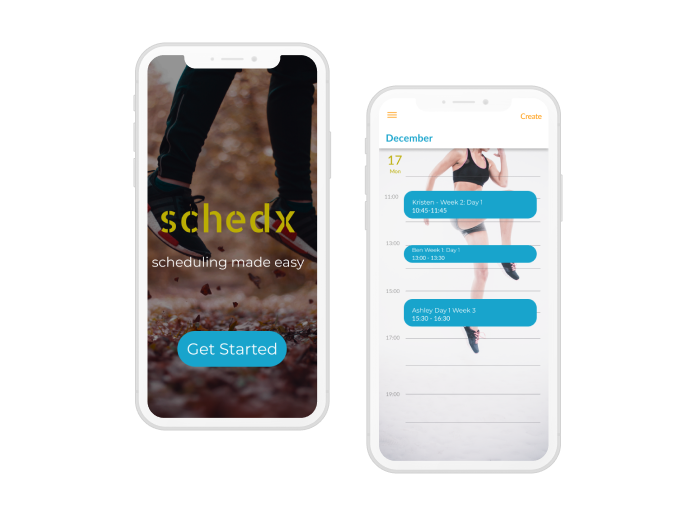 schedx
scheduling made easy
Get Started
Create
December
17
Mon
11:00
Kristen - Week 2: Day 1
10:45-11:45
13:00
Ben Week 1 Day 1
13:00 - 13:30
15:00
Ashley Day 1 Week 3
15:30 - 16:30
17:00
19:00